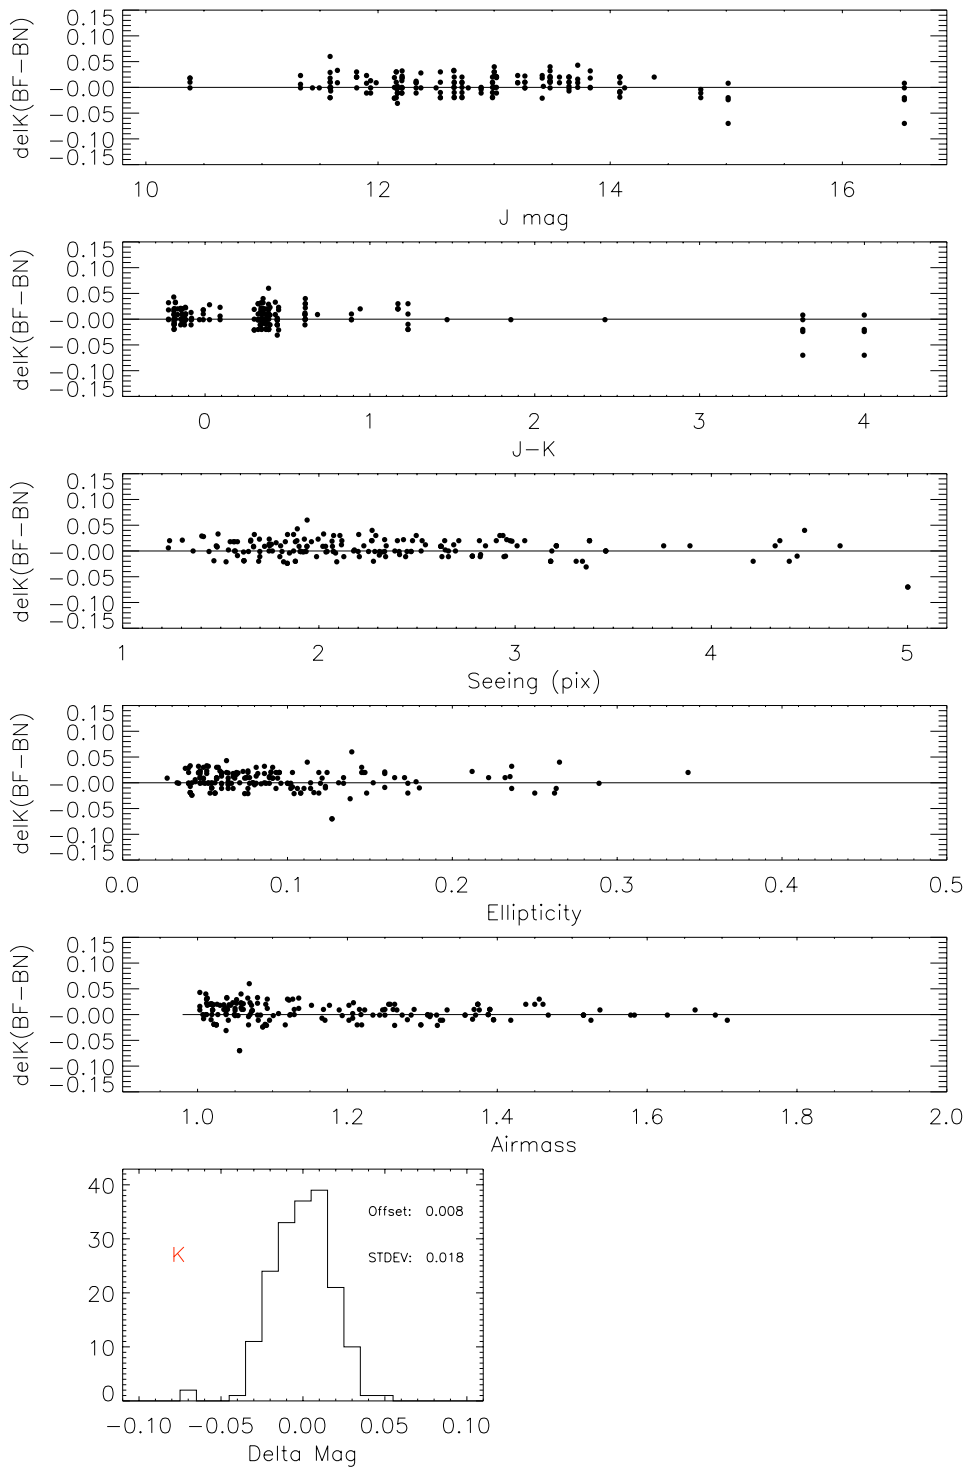 delK(BF-BN)
0.15
0.10
0.05
-0.00
-0.05
-0.10
-0.15
10 12 14 16
J mag
delK(BF-BN)
0.15
0.10
0.05
-0.00
-0.05
-0.10
-0.15
0 1 2 3 4
J-K
delK(BF-BN)
0.15
0.10
0.05
-0.00
-0.05
-0.10
-0.15
1 2 3 4 5
Seeing (pix)
delK(BF-BN)
0.15
0.10
0.05
-0.00
-0.05
-0.10
-0.15
0.0 0.1 0.2 0.3 0.4 0.5
Ellipticity
delK(BF-BN)
0.15
0.10
0.05
-0.00
-0.05
-0.10
-0.15
1.0 1.2 1.4 1.6 1.8 2.0
Airmass
40
30
20
10
0
Offset: 0.008
K
STDEV: 0.018
-0.10 -0.05 0.00 0.05 0.10
Delta Mag